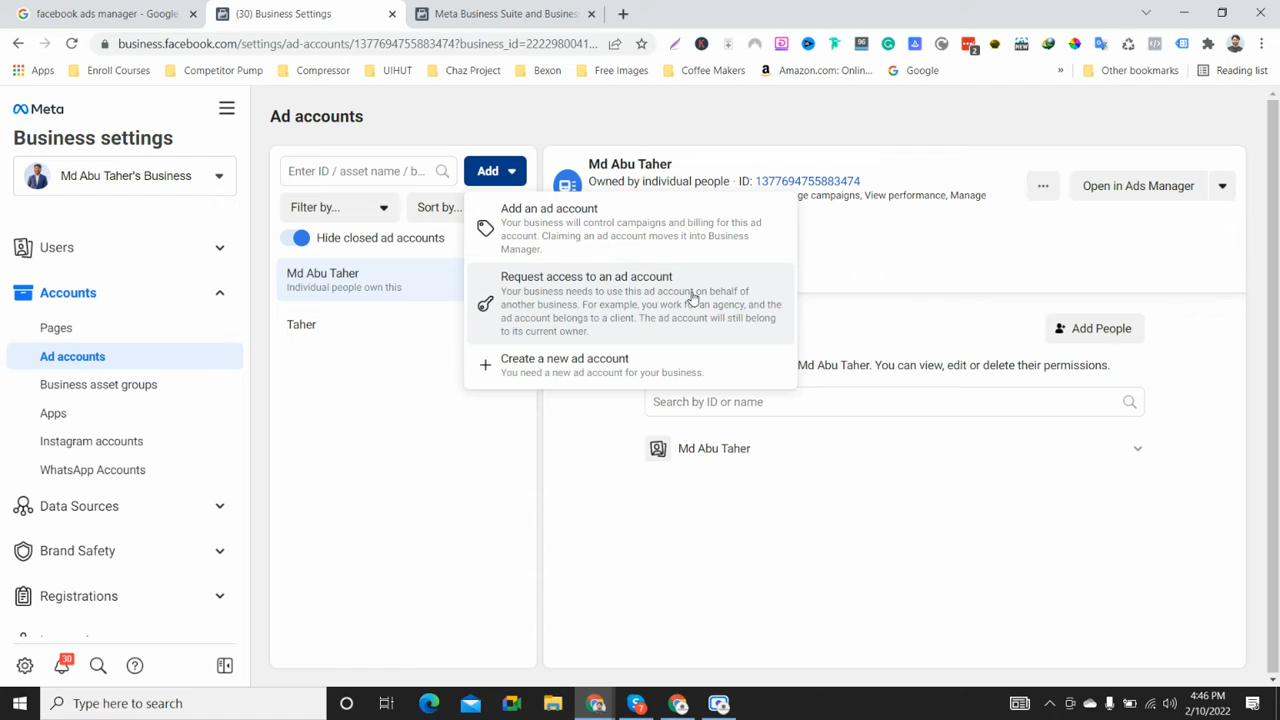 facebook ads manager - Google
(30) Business Settings
Meta Business Suite and Busines
business.facebook.com/settings/ad-accounts/1377694755883474?business_id=2222980041...
Apps
Enroll Courses
Competitor Pump
Compressor
UIHUT
Chaz Project
Bexon
Free Images
Coffee Makers
Amazon.com: Onlin...
Google
»
Other bookmarks
Reading list
Meta
Business settings
Md Abu Taher's Business
Users
Accounts
Pages
Ad accounts
Business asset groups
Apps
Instagram accounts
WhatsApp Accounts
Data Sources
Brand Safety
Registrations
30
Ad accounts
Enter ID / asset name / b...
Add
Filter by...
Sort by...
Hide closed ad accounts
Md Abu Taher
Individual people own this
Taher
Add an ad account
Your business will control campaigns and billing for this ad
account. Claiming an ad account moves it into Business
Manager.
Request access to an ad account
Your business needs to use this ad account on behalf of
another business. For example, you work for an agency, and the
ad account belongs to a client. The ad account will still belong
to its current owner.
Create a new ad account
You need a new ad account for your business.
Md Abu Taher
Owned by individual people · ID: 1377694755883474
ge campaigns, View performance, Manage
Open in Ads Manager
Add People
Md Abu Taher. You can view, edit or delete their permissions.
Search by ID or name
Md Abu Taher
Type here to search
4:46 PM
2/10/2022